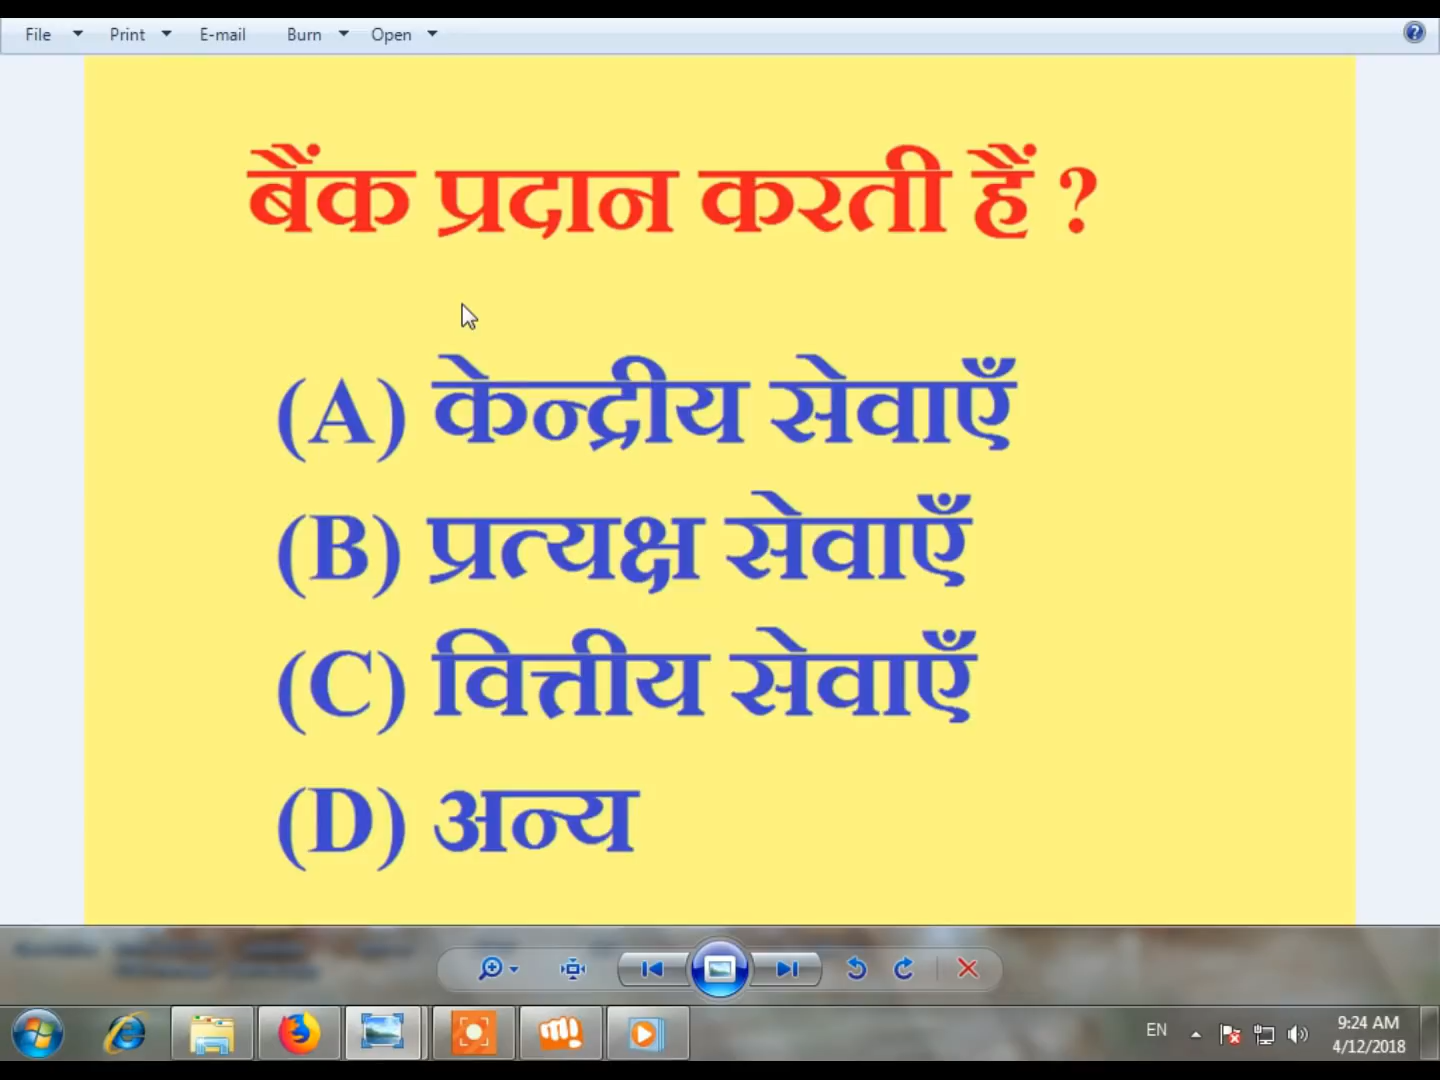 File Print E-mail Burn Open
बैंक प्रदान करती हैं ?
(A) केन्द्रीय सेवाएँ
(B) प्रत्यक्ष सेवाएँ
(C) वित्तीय सेवाएँ
(D) अन्य
EN
9:24 AM
4/12/2018